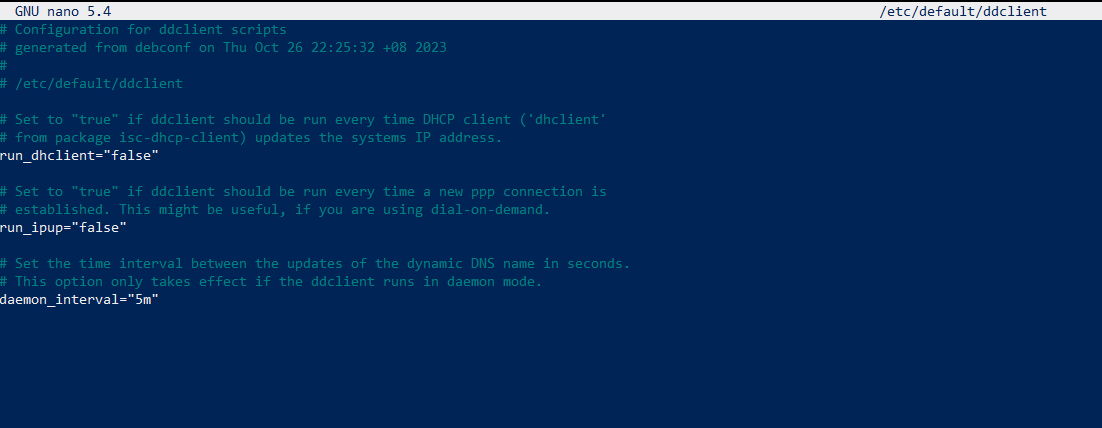 GNU nano 5.4 /etc/default/ddclient
# Configuration for ddclient scripts
# generated from debconf on Thu Oct 26 22:25:32 +08 2023
#
# /etc/default/ddclient
# Set to "true" if ddclient should be run every time DHCP client ('dhclient'
# from package isc-dhcp-client) updates the systems IP address.
run_dhclient="false"
# Set to "true" if ddclient should be run every time a new ppp connection is
# established. This might be useful, if you are using dial-on-demand.
run_ipup="false"
# Set the time interval between the updates of the dynamic DNS name in seconds.
# This option only takes effect if the ddclient runs in daemon mode.
daemon_interval="5m"